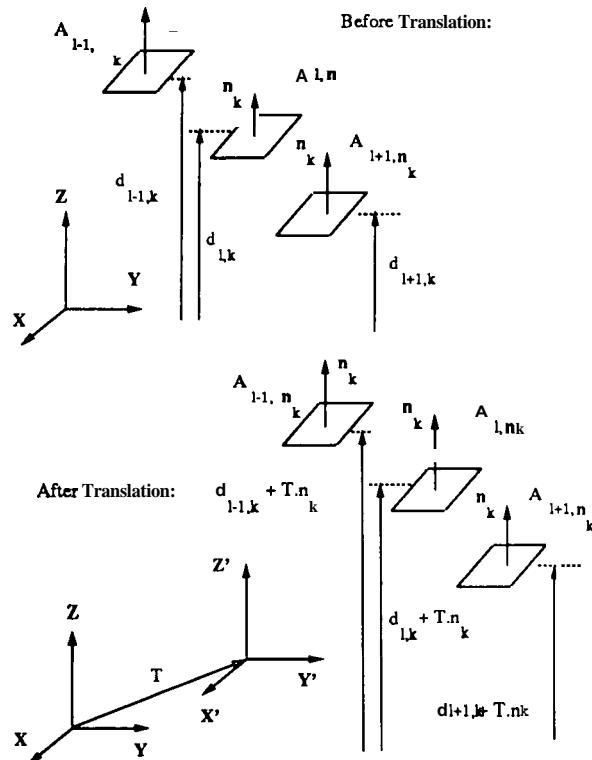 Before Translation:
A l-1, k
n k
A l,n
n k
A l+1,n k
d l-1,k
d l,k
d l+1,k
Z
Y
X
n k
A l-1, n k
n k
A l,nk
After Translation:
d l-1,k + T.n k
n k
A l+1,n k
Z'
d l,k + T.n k
Z
T
Y'
X'
dl+1,k+ T.nk
X
Y